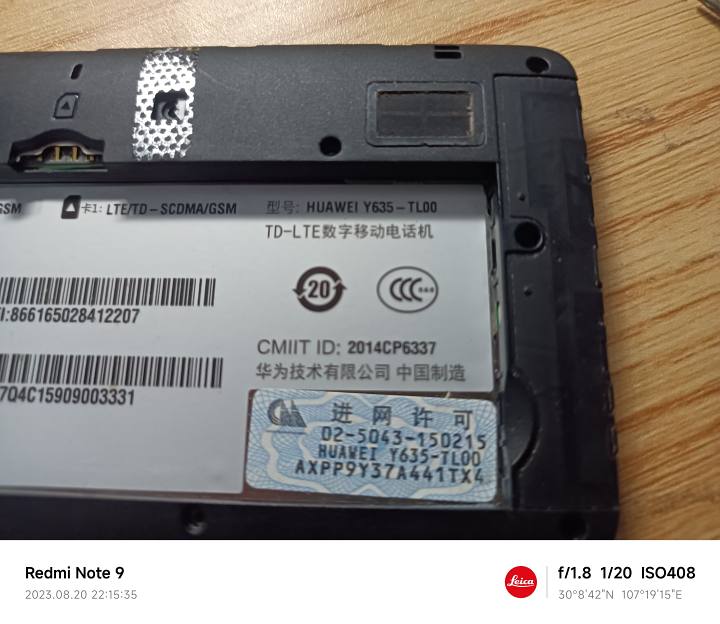 GSM
卡1: LTE/TD-SCDMA/GSM
型号: HUAWEI Y635-TL00
TD-LTE数字移动电话机
20
CCC
I:866165028412207
CMIIT ID: 2014CP6337
华为技术有限公司 中国制造
7Q4C15909003331
进网许可
02-5043-150215
HUAWEI Y635-TL00
AXPP9Y37A441TX4
Redmi Note 9
2023.08.20 22:15:35
Leica
f/1.8 1/20 ISO408
30°8'42"N 107°19'15"E